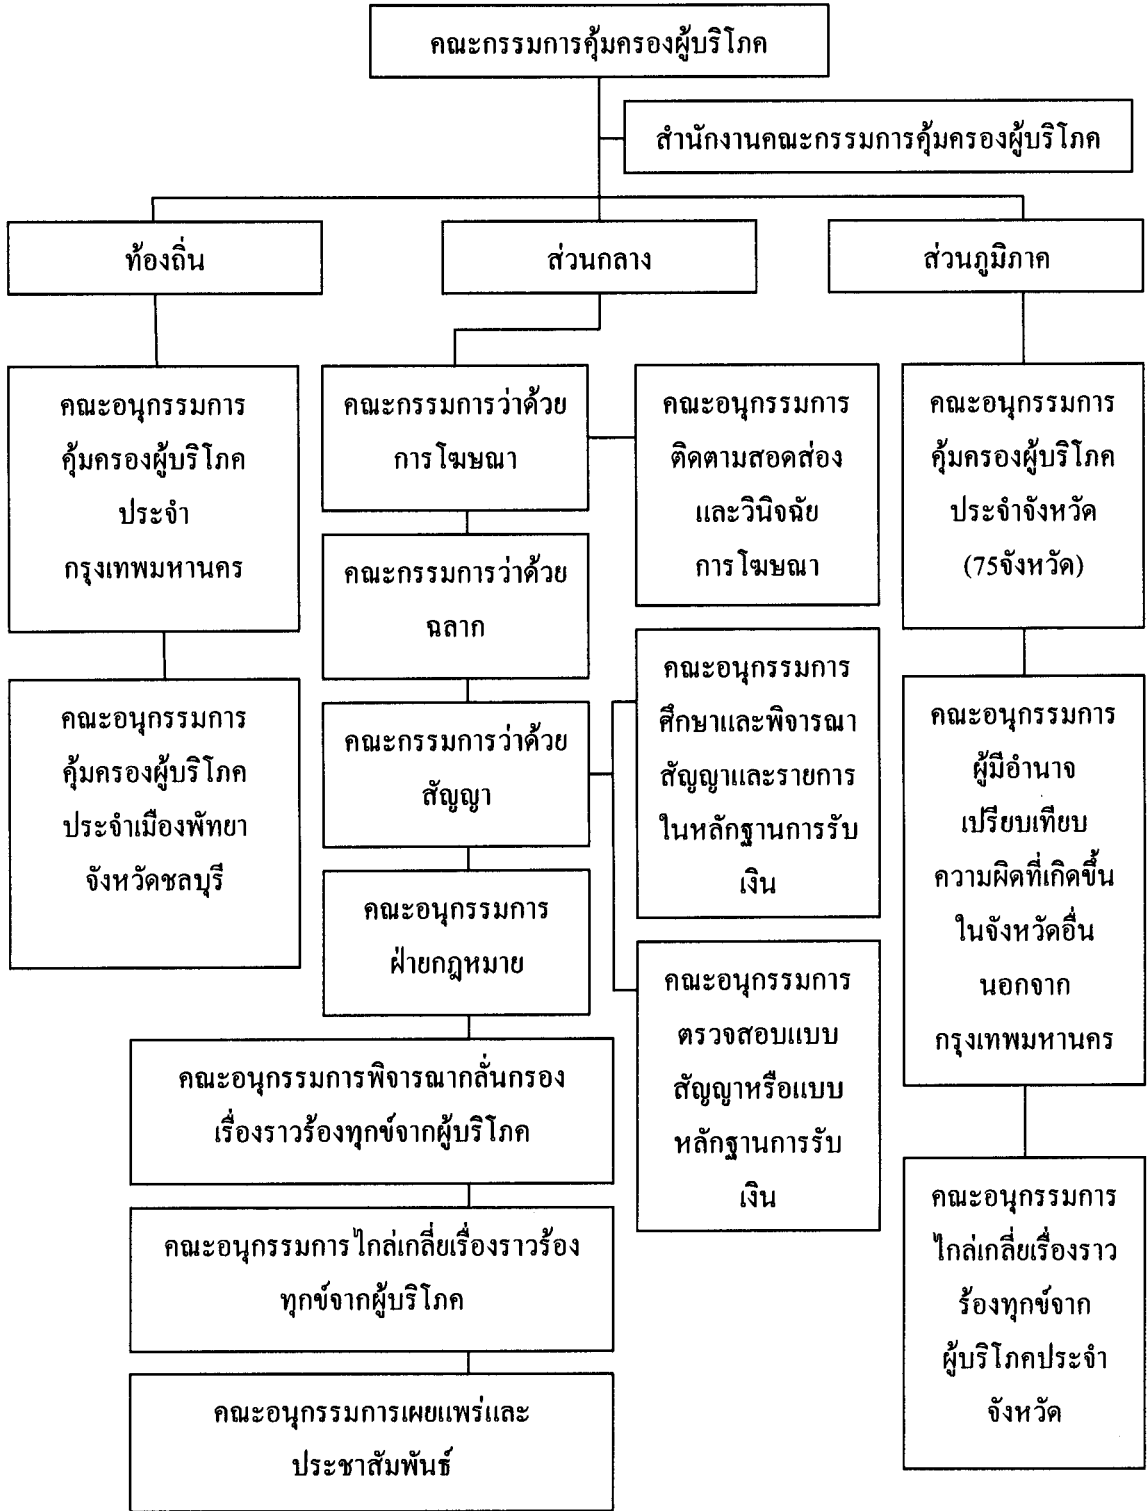 คณะกรรมการคุ้มครองผู้บริโภค
สำนักงานคณะกรรมการคุ้มครองผู้บริโภค
ท้องถิ่น
ส่วนกลาง
ส่วนภูมิภาค
คณะอนุกรรมการ
คุ้มครองผู้บริโภค
ประจำ
กรุงเทพมหานคร
คณะอนุกรรมการ
คุ้มครองผู้บริโภค
ประจำเมืองพัทยา
จังหวัดชลบุรี
คณะกรรมการว่าด้วย
การโฆษณา
คณะกรรมการว่าด้วย
ฉลาก
คณะกรรมการว่าด้วย
สัญญา
คณะอนุกรรมการ
ฝ่ายกฎหมาย
คณะอนุกรรมการพิจารณากลั่นกรอง
เรื่องราวร้องทุกข์จากผู้บริโภค
คณะอนุกรรมการไกล่เกลี่ยเรื่องราวร้อง
ทุกข์จากผู้บริโภค
คณะอนุกรรมการเผยแพร่และ
ประชาสัมพันธ์
คณะอนุกรรมการ
ติดตามสอดส่อง
และวินิจฉัย
การโฆษณา
คณะอนุกรรมการ
ศึกษาและพิจารณา
สัญญาและรายการ
ในหลักฐานการรับ
เงิน
คณะอนุกรรมการ
ตรวจสอบแบบ
สัญญาหรือแบบ
หลักฐานการรับ
เงิน
คณะอนุกรรมการ
คุ้มครองผู้บริโภค
ประจำจังหวัด
(75จังหวัด)
คณะอนุกรรมการ
ผู้มีอำนาจ
เปรียบเทียบ
ความผิดที่เกิดขึ้น
ในจังหวัดอื่น
นอกจาก
กรุงเทพมหานคร
คณะอนุกรรมการ
ไกล่เกลี่ยเรื่องราว
ร้องทุกข์จาก
ผู้บริโภคประจำ
จังหวัด